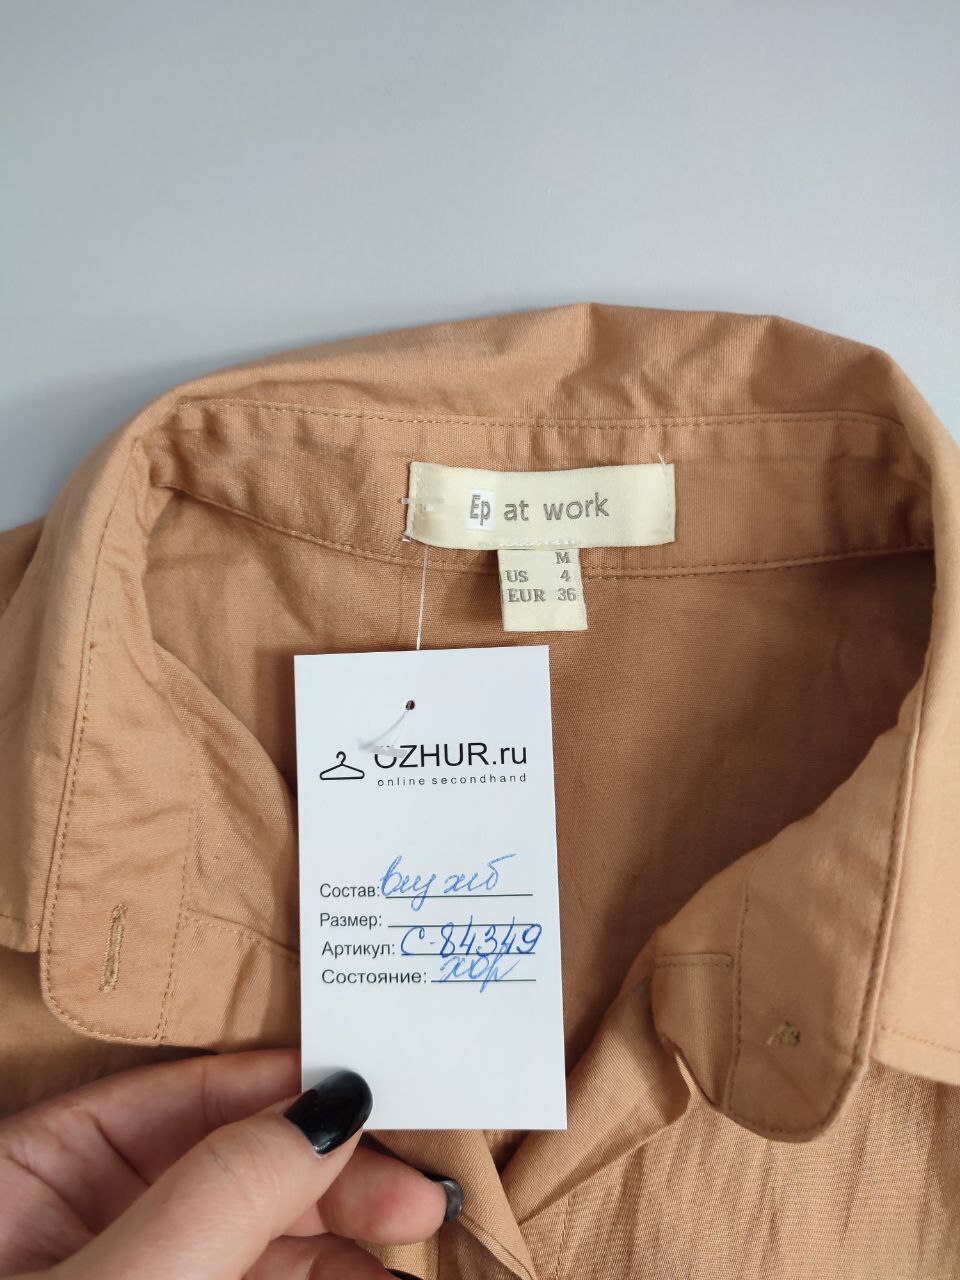 Ep at work
M
US 4
EUR 36
OZHUR.ru
online secondhand
Состав: виз хлб
Размер:
Артикул: С-84349
Состояние: хор